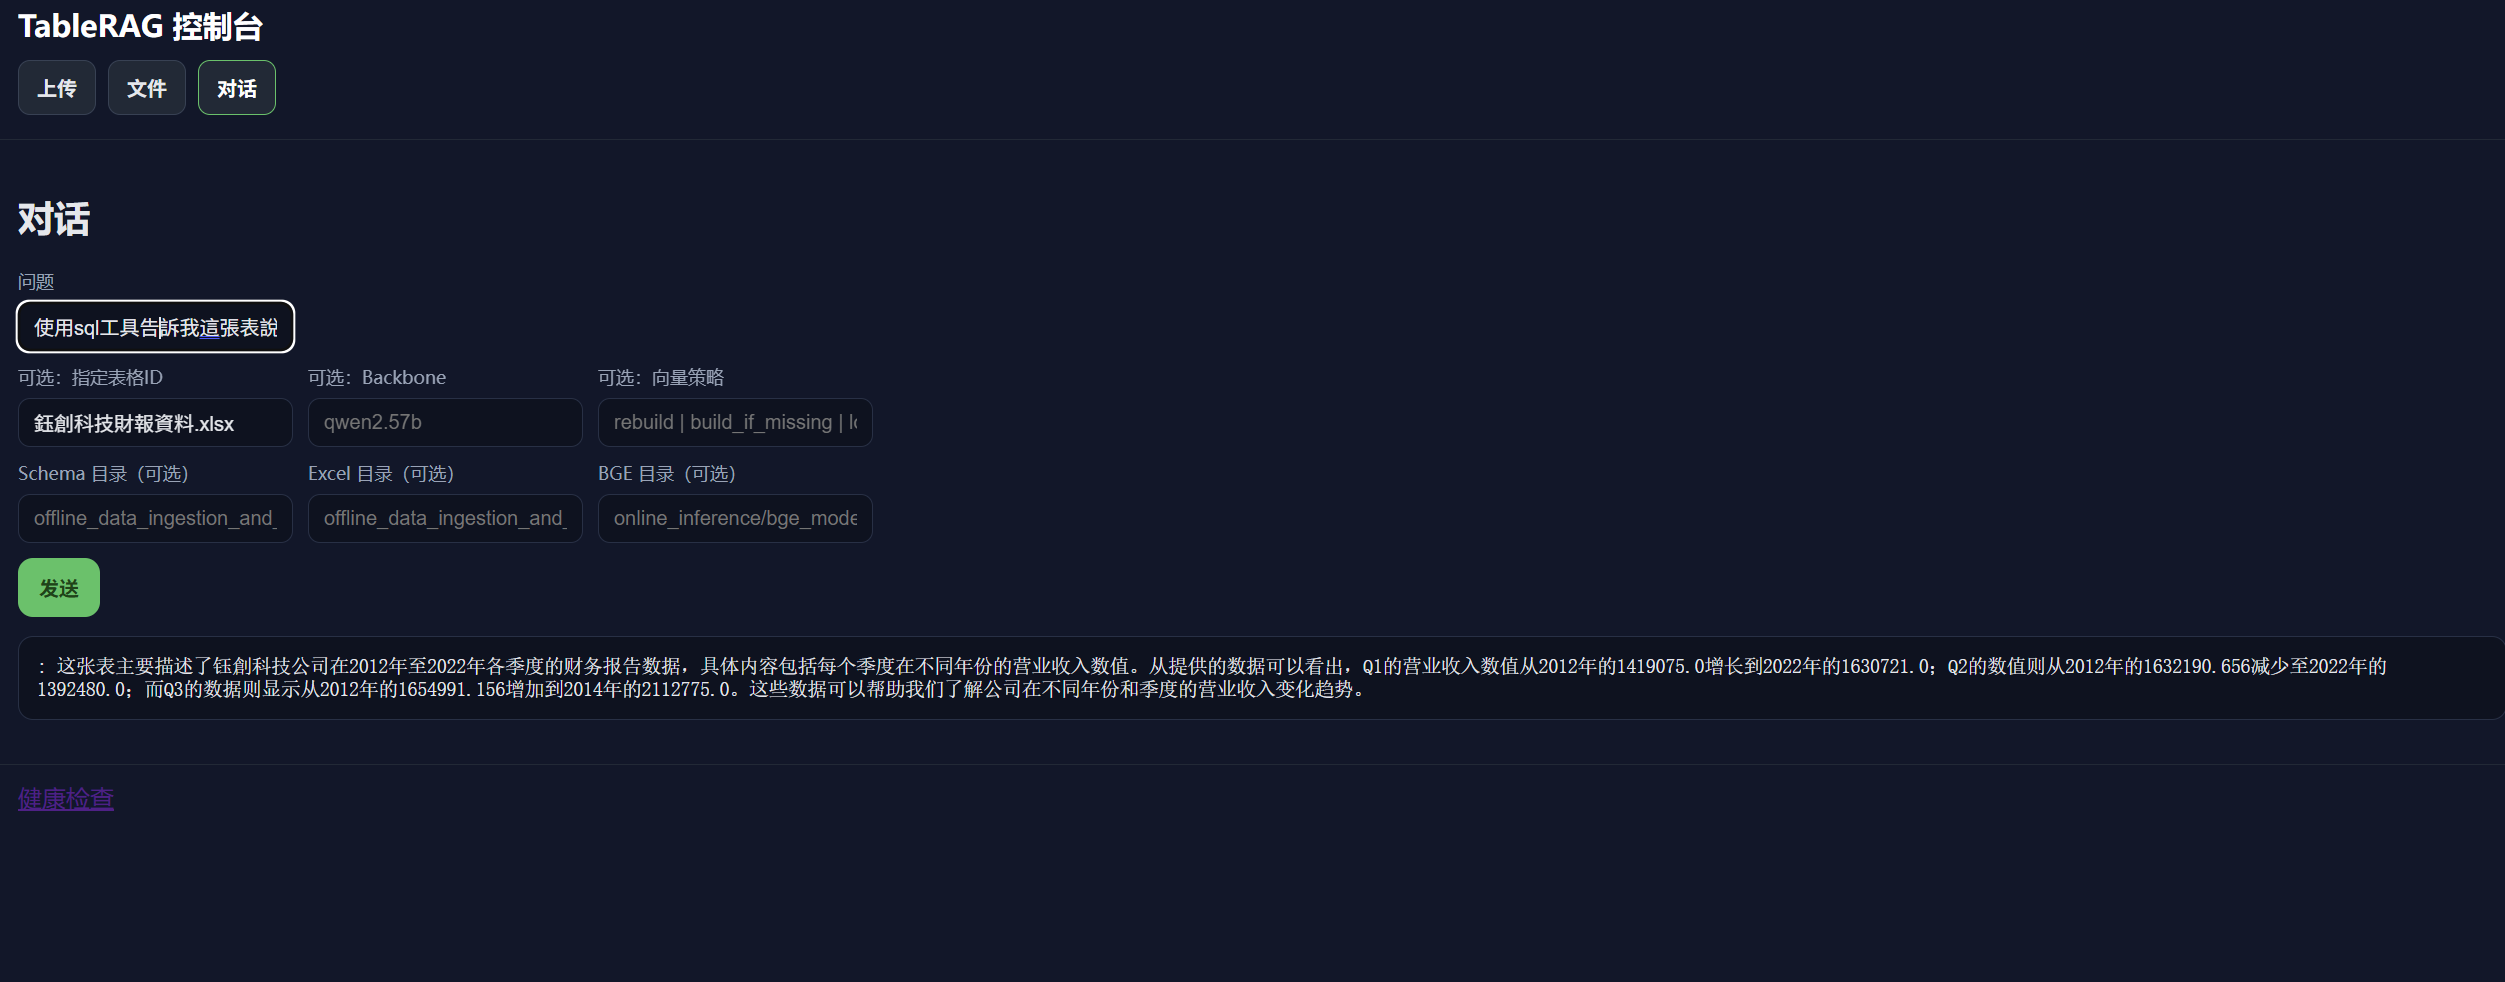 TableRAG 控制台
上传 文件 对话
对话
问题
使用sql工具告訴我這張表說
可选：指定表格ID 可选：Backbone 可选：向量策略
鈺創科技財報資料.xlsx qwen2.57b rebuild | build_if_missing | lo
Schema 目录（可选） Excel 目录（可选） BGE 目录（可选）
offline_data_ingestion_and_ offline_data_ingestion_and_ online_inference/bge_mode
发送
：这张表主要描述了钰創科技公司在2012年至2022年各季度的财务报告数据，具体内容包括每个季度在不同年份的营业收入数值。从提供的数据可以看出，Q1的营业收入数值从2012年的1419075.0增长到2022年的1630721.0；Q2的数值则从2012年的1632190.656减少至2022年的
1392480.0；而Q3的数据则显示从2012年的1654991.156增加到2014年的2112775.0。这些数据可以帮助我们了解公司在不同年份和季度的营业收入变化趋势。
健康检查